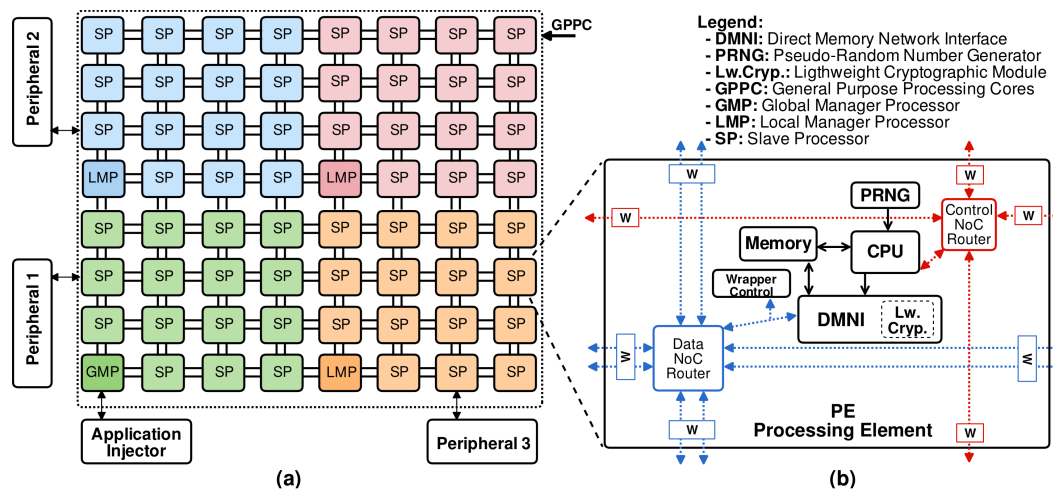 SP SP SP SP SP SP SP SP
GPPC
SP SP SP SP SP SP SP SP
SP SP SP SP SP SP SP SP
LMP SP SP SP LMP SP SP SP
SP SP SP SP SP SP SP SP
SP SP SP SP SP SP SP SP
SP SP SP SP SP SP SP SP
GMP SP SP SP LMP SP SP SP
Peripheral 2
Peripheral 1
Application
Injector
Peripheral 3
(a)
Legend:
- DMNI: Direct Memory Network Interface
- PRNG: Pseudo-Random Number Generator
- Lw.Cryp.: Ligthweight Cryptographic Module
- GPPC: General Purpose Processing Cores
- GMP: Global Manager Processor
- LMP: Local Manager Processor
- SP: Slave Processor
W
W
W
W
PRNG
Control
NoC
Router
Memory
CPU
Wrapper
Control
DMNI
Lw.
Cryp.
Data
NoC
Router
W
W
W
W
PE
Processing Element
(b)